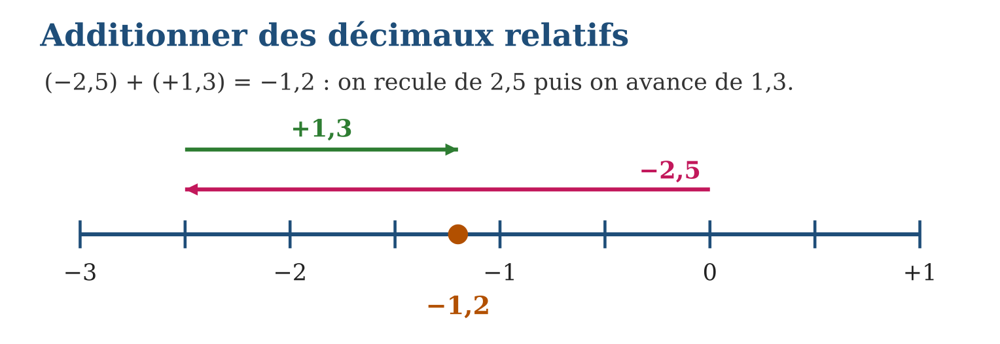 Additionner des décimaux relatifs
(−2,5) + (+1,3) = −1,2 : on recule de 2,5 puis on avance de 1,3.
+1,3
−2,5
−3 −2 −1 0 +1
−1,2